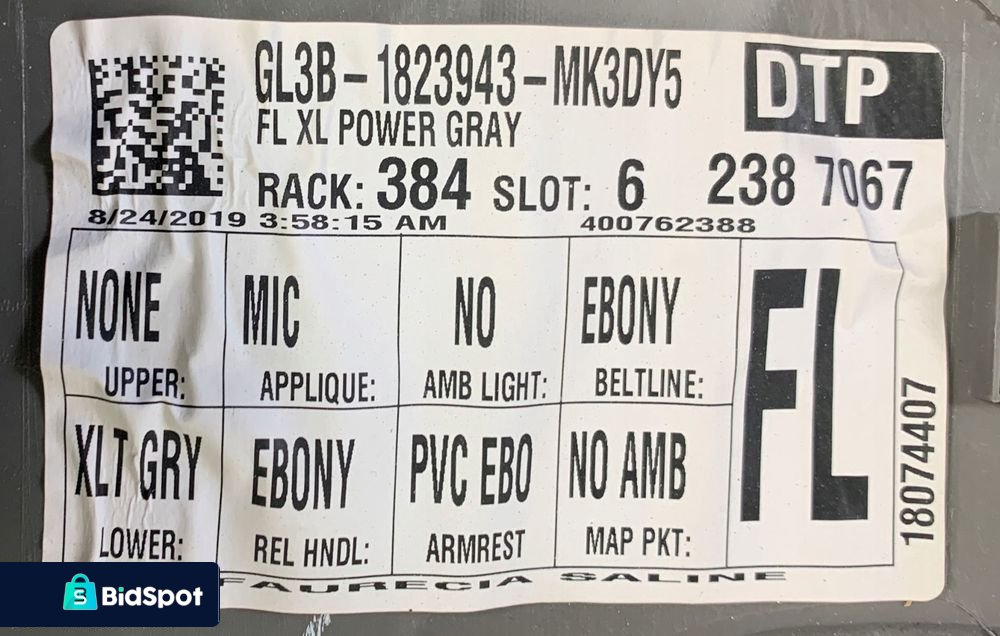 GL3B-1823943-MK3DY5
DTP
FL XL POWER GRAY
RACK: 384 SLOT: 6 238 7067
8/24/2019 3:58:15 AM 400762388
NONE MIC NO EBONY
UPPER: APPLIQUE: AMB LIGHT: BELTLINE:
FL
XLT GRY EBONY PVC EBO NO AMB
LOWER: REL HNDL: ARMREST MAP PKT:
18074407
FAURECIA SALINE
BidSpot